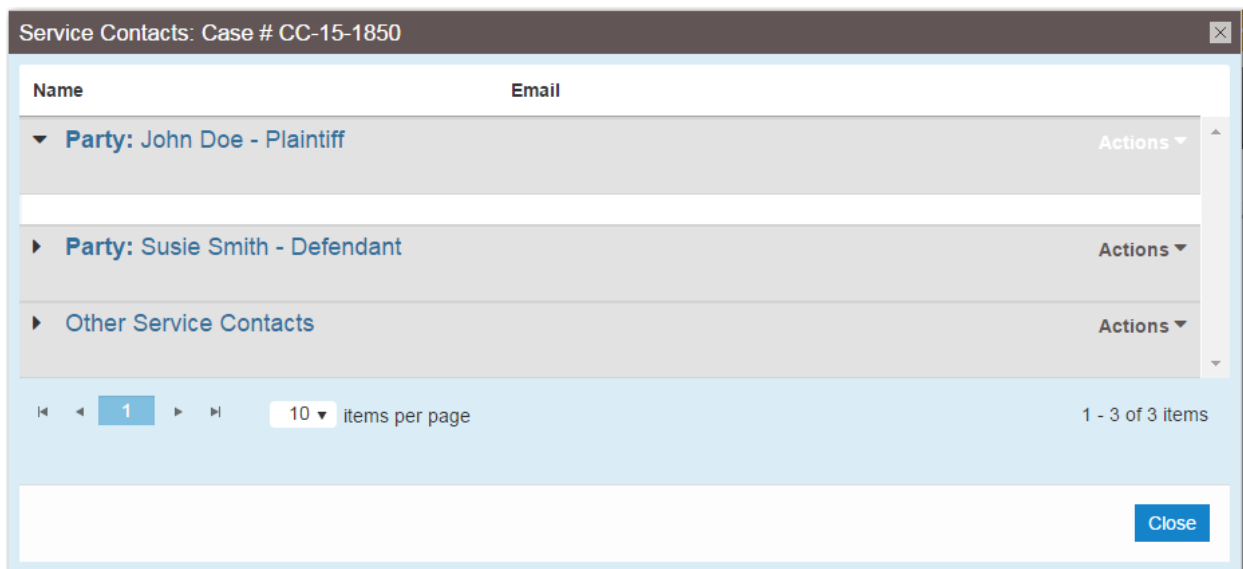 Service Contacts: Case # CC-15-1850
Name Email
Party: John Doe - Plaintiff Actions
Party: Susie Smith - Defendant Actions
Other Service Contacts Actions
1 10 items per page 1 - 3 of 3 items
Close